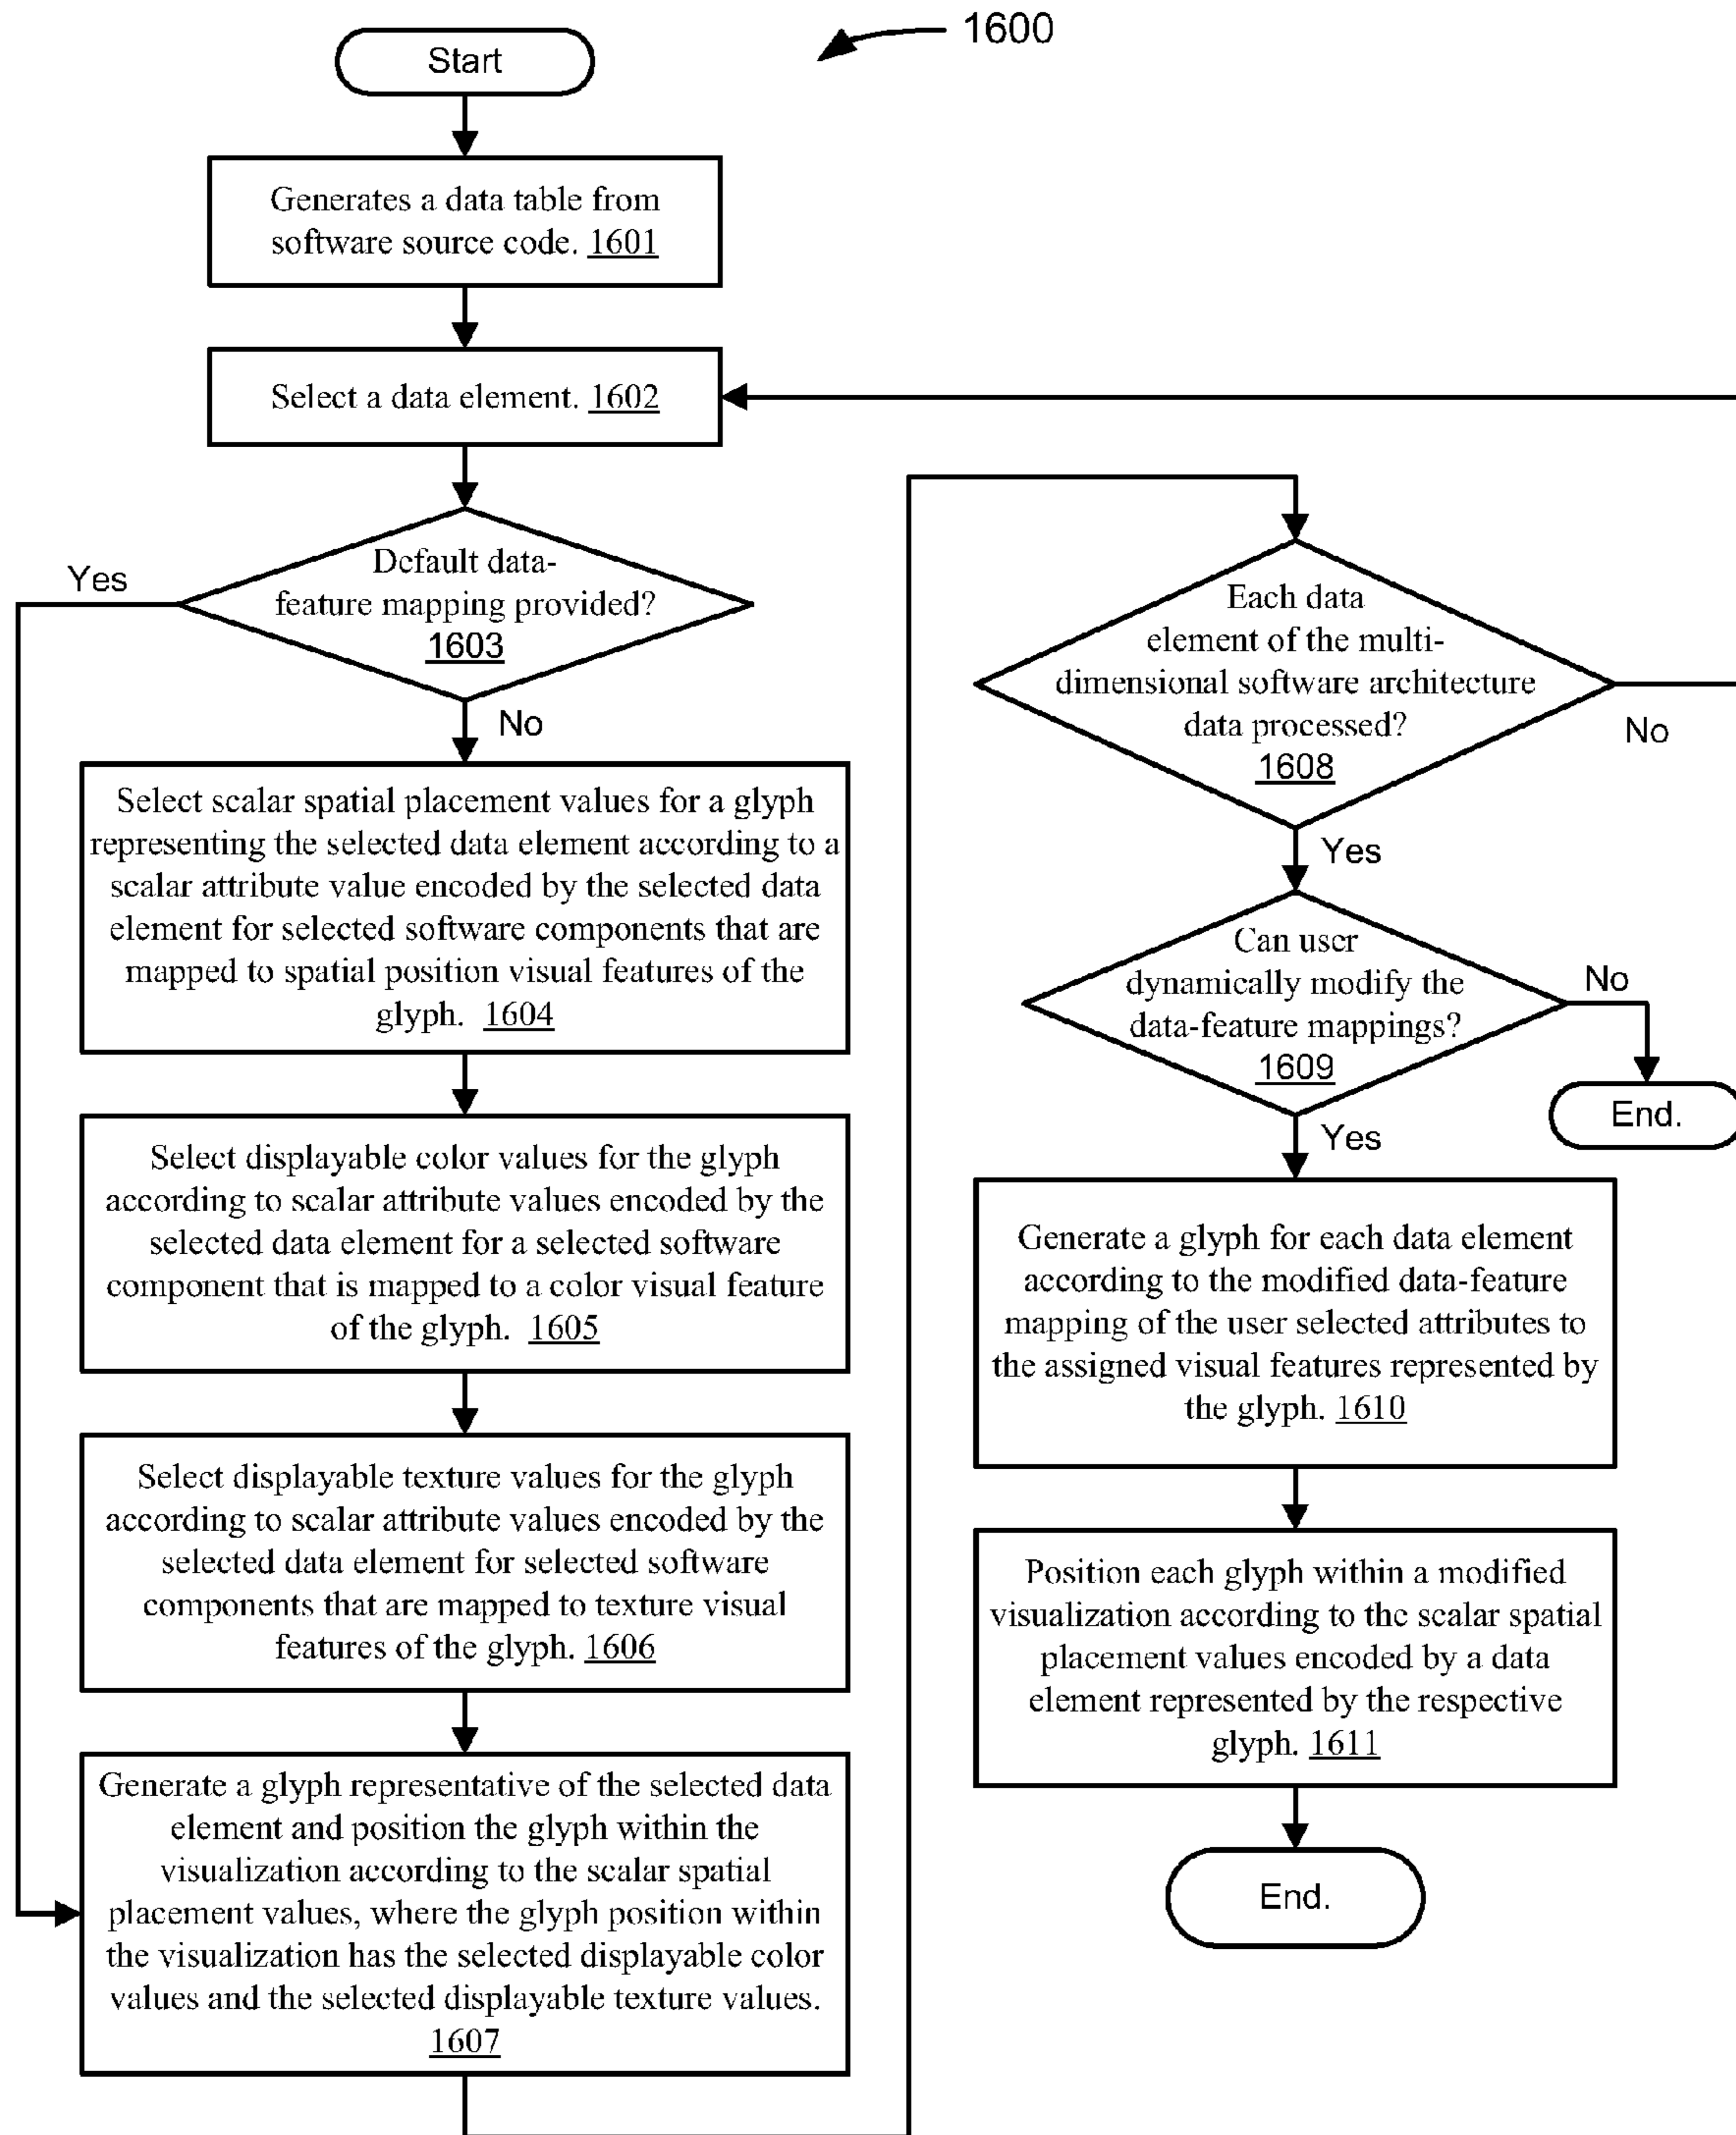 1600
Start
Generates a data table from
software source code. 1601
Select a data element. 1602
Default data-
feature mapping provided?
1603
Yes
No
Select scalar spatial placement values for a glyph
representing the selected data element according to a
scalar attribute value encoded by the selected data
element for selected software components that are
mapped to spatial position visual features of the
glyph. 1604
Select displayable color values for the glyph
according to scalar attribute values encoded by the
selected data element for a selected software
component that is mapped to a color visual feature
of the glyph. 1605
Select displayable texture values for the glyph
according to scalar attribute values encoded by the
selected data element for selected software
components that are mapped to texture visual
features of the glyph. 1606
Generate a glyph representative of the selected data
element and position the glyph within the
visualization according to the scalar spatial
placement values, where the glyph position within
the visualization has the selected displayable color
values and the selected displayable texture values.
1607
Each data
element of the multi-
dimensional software architecture
data processed?
1608
No
Yes
Can user
dynamically modify the
data-feature mappings?
1609
No
End.
Yes
Generate a glyph for each data element
according to the modified data-feature
mapping of the user selected attributes to
the assigned visual features represented by
the glyph. 1610
Position each glyph within a modified
visualization according to the scalar spatial
placement values encoded by a data
element represented by the respective
glyph. 1611
End.